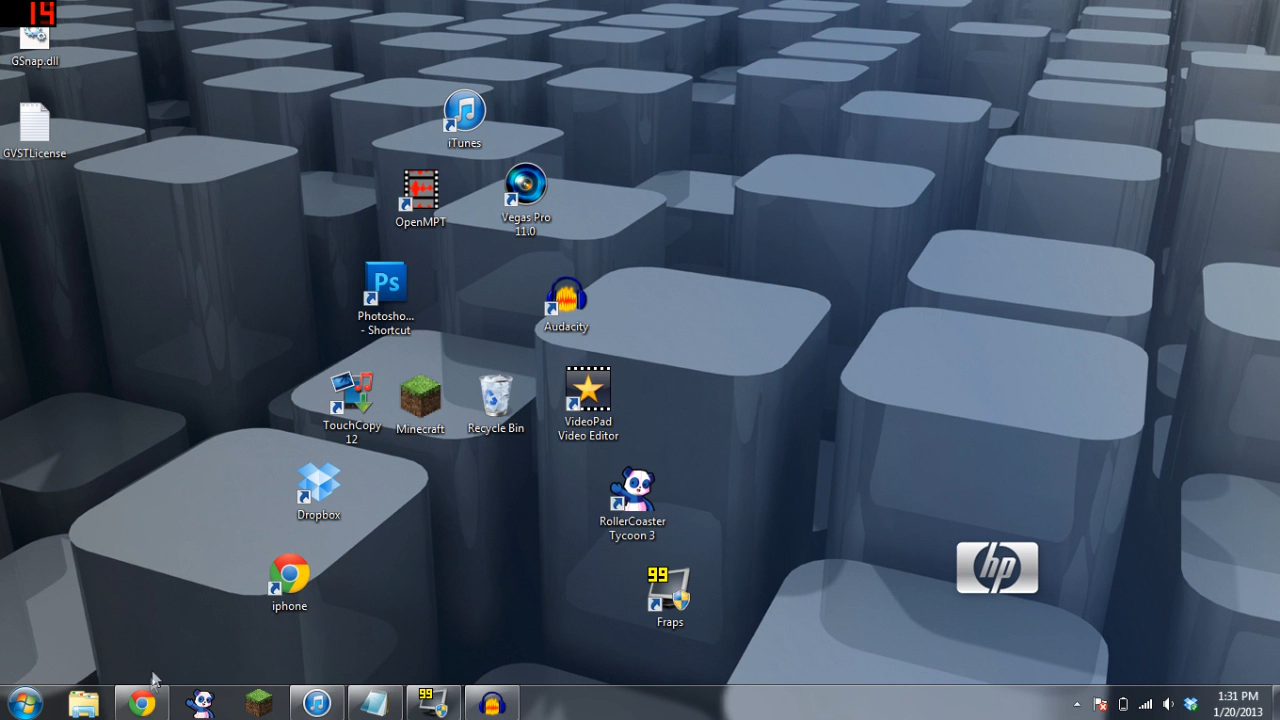 14
GSnap.dll
GVSTLicense
iTunes
OpenMPT
Vegas Pro
11.0
Ps
Photosho...
- Shortcut
Audacity
TouchCopy
12
Minecraft
Recycle Bin
VideoPad
Video Editor
Dropbox
RollerCoaster
Tycoon 3
iphone
99
Fraps
hp
99
1:31 PM
1/20/2013